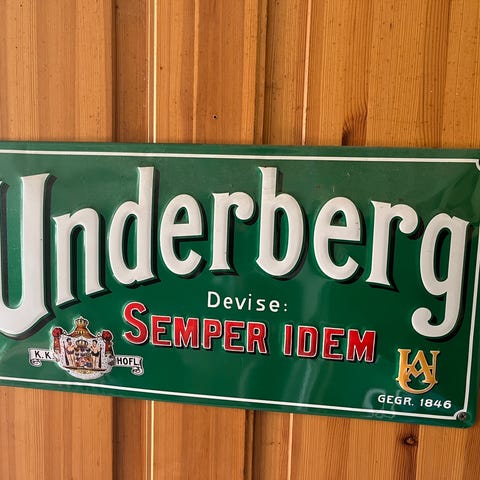 Underberg
Devise:
SEMPER IDEM
K.K. HOFL.
GEGR. 1846